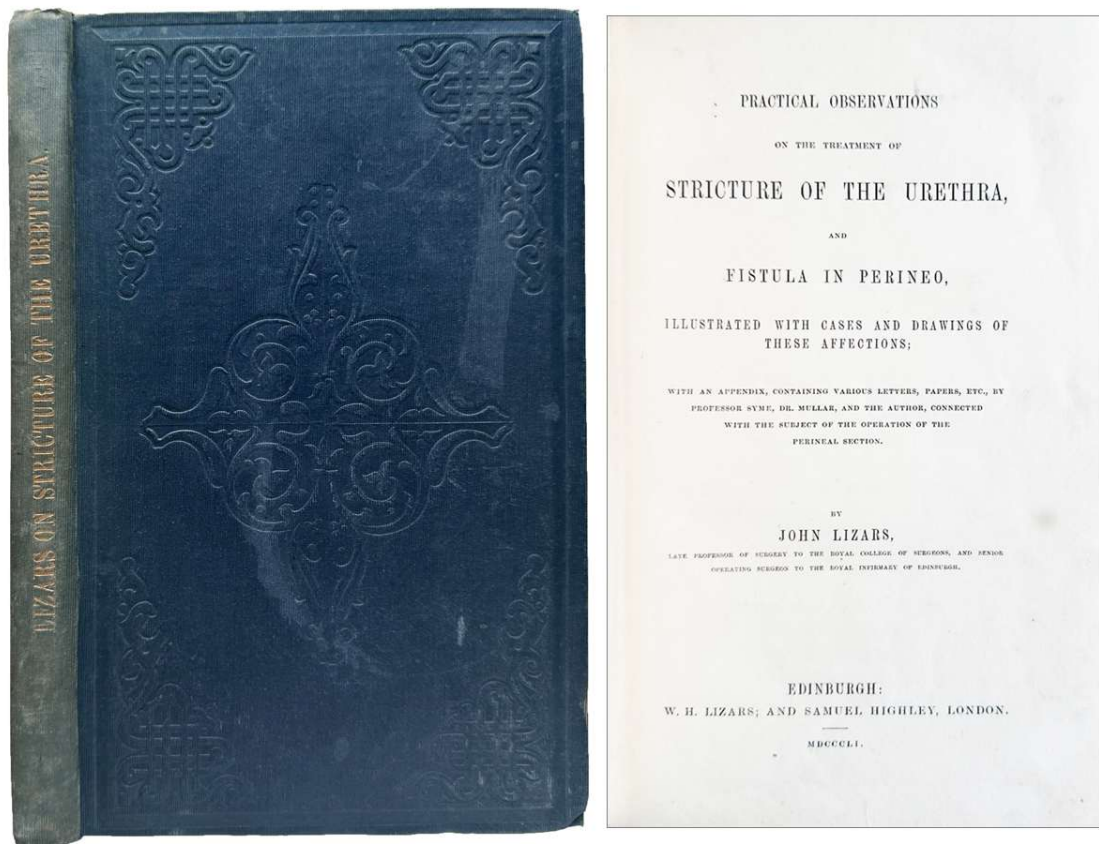 LIZARS ON STRICTURE OF THE URETHRA.
PRACTICAL OBSERVATIONS
ON THE TREATMENT OF
STRICTURE OF THE URETHRA,
AND
FISTULA IN PERINEO,
ILLUSTRATED WITH CASES AND DRAWINGS OF
THESE AFFECTIONS;
WITH AN APPENDIX, CONTAINING VARIOUS LETTERS, PAPERS, ETC., BY
PROFESSOR SYME, DR. MULLAR, AND THE AUTHOR, CONNECTED
WITH THE SUBJECT OF THE OPERATION OF THE
PERINEAL SECTION.
BY
JOHN LIZARS,
LATE PROFESSOR OF SURGERY TO THE ROYAL COLLEGE OF SURGEONS, AND SENIOR
OPERATING SURGEON TO THE ROYAL INFIRMARY OF EDINBURGH.
EDINBURGH:
W. H. LIZARS; AND SAMUEL HIGHLEY, LONDON.
MDCCCLI.